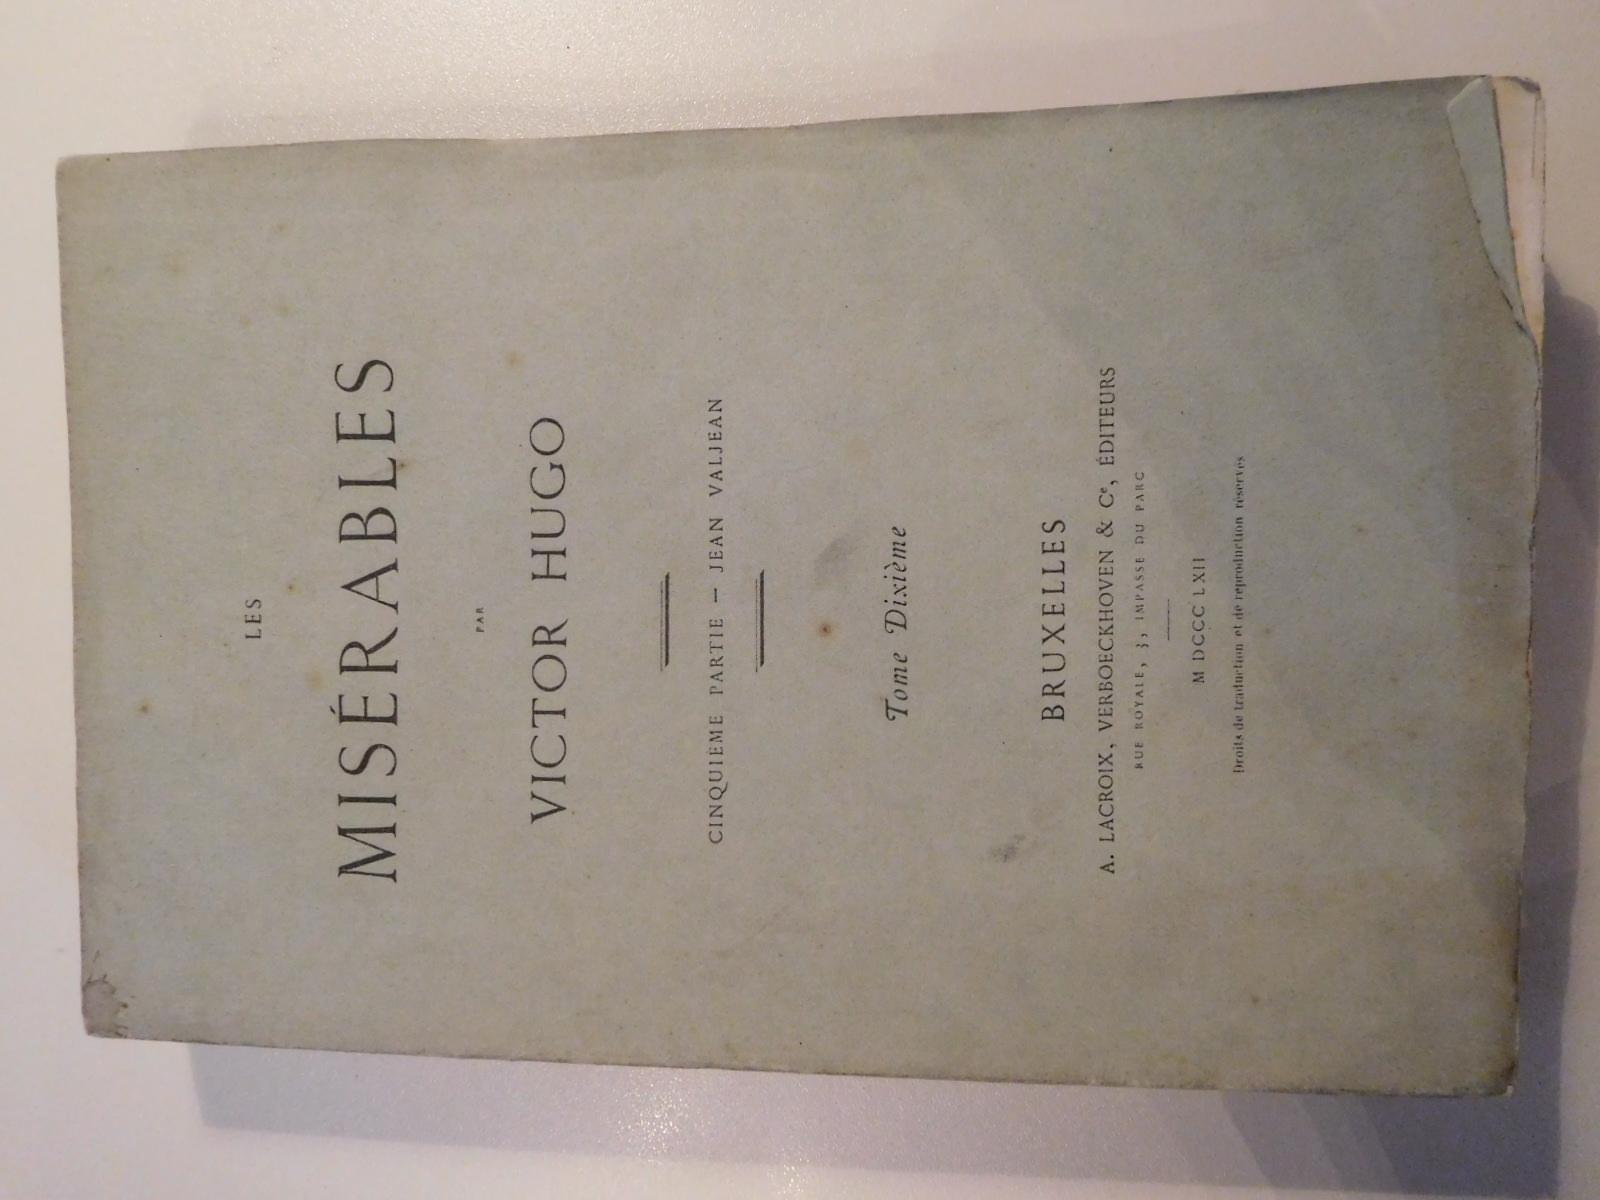 LES
MISÉRABLES
PAR
VICTOR HUGO
CINQUIEME PARTIE — JEAN VALJEAN
Tome Dixième
BRUXELLES
A. LACROIX, VERBOECKHOVEN & Cᵉ, ÉDITEURS
RUE ROYALE, 3, IMPASSE DU PARC
M DCCC LXII
Droits de traduction et de reproduction réservés